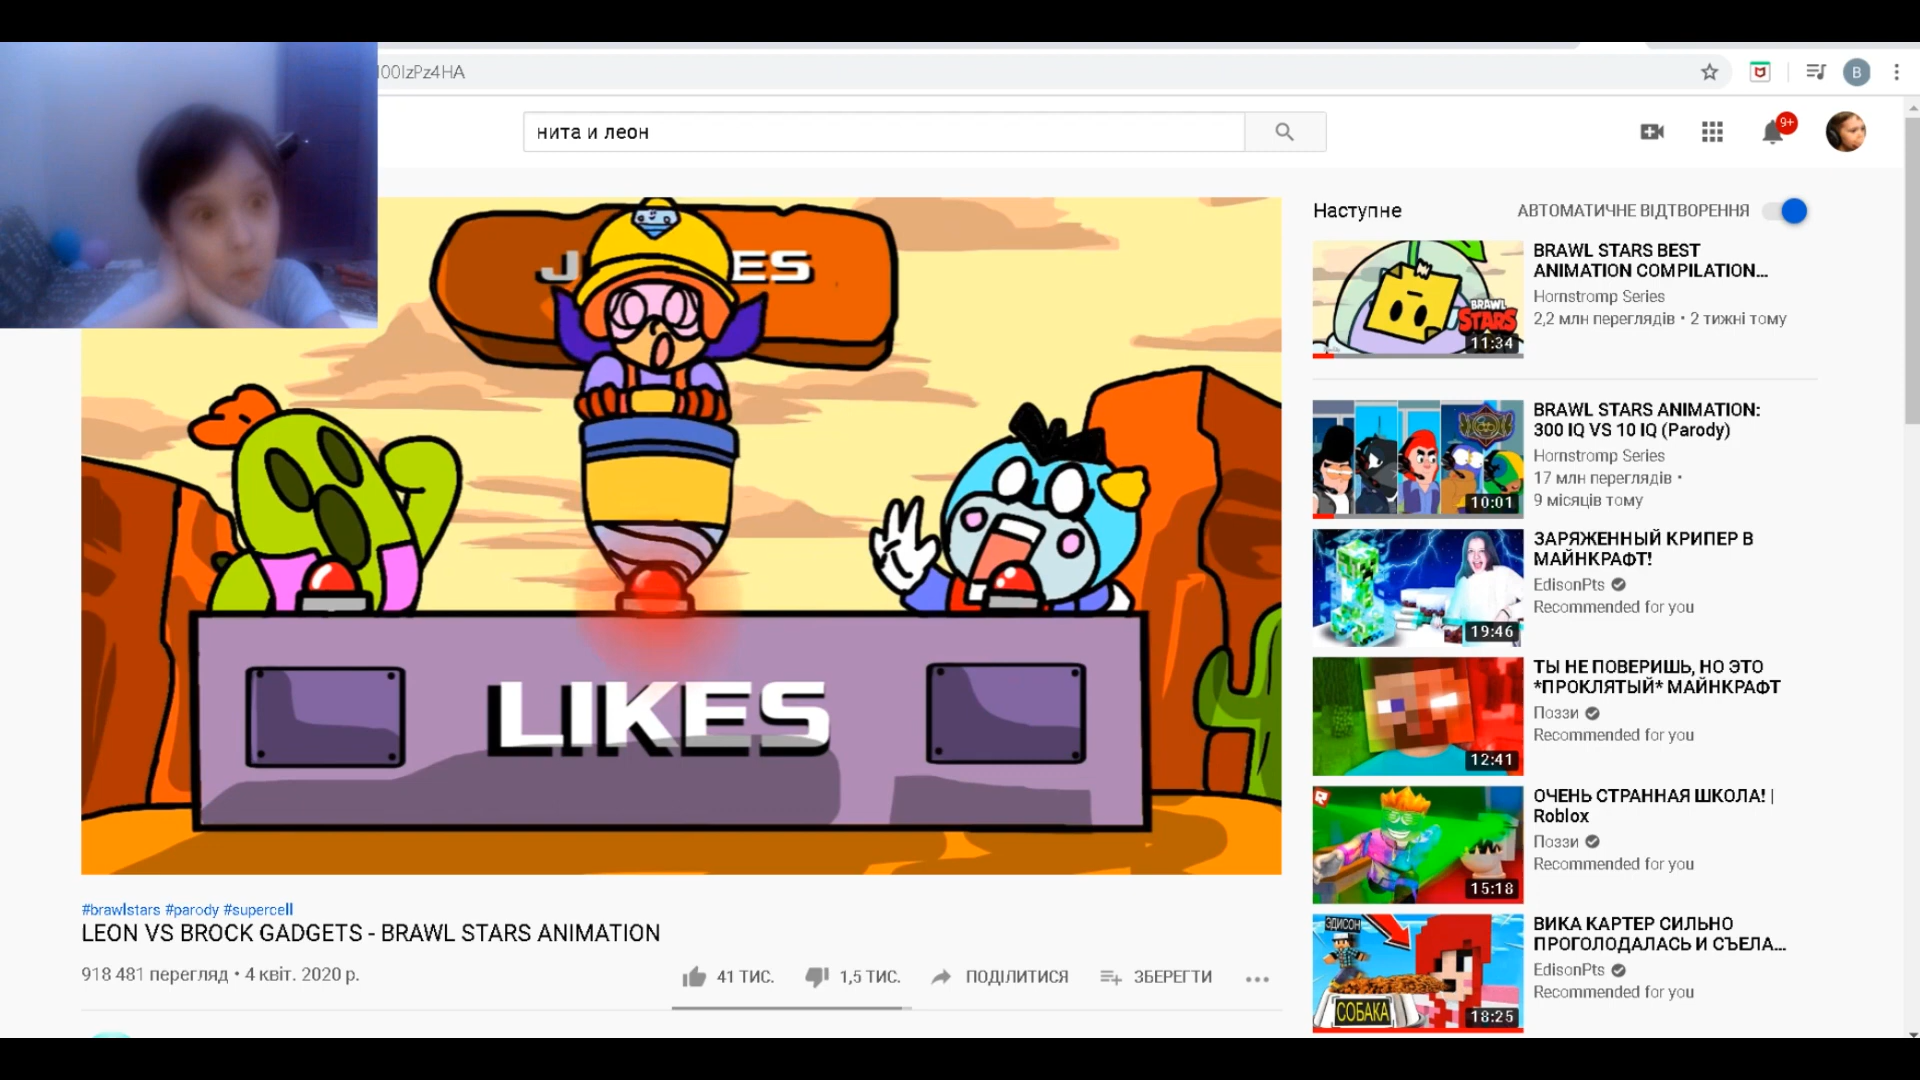 I00IzPz4HA
B
нита и леон
9+
J ES
LIKES
#brawlstars #parody #supercell
LEON VS BROCK GADGETS - BRAWL STARS ANIMATION
918 481 перегляд • 4 квіт. 2020 р.
41 ТИС.
1,5 ТИС.
ПОДІЛИТИСЯ
ЗБЕРЕГТИ
Наступне
АВТОМАТИЧНЕ ВІДТВОРЕННЯ
BRAWL STARS
11:34
BRAWL STARS BEST
ANIMATION COMPILATION...
Hornstromp Series
2,2 млн переглядів • 2 тижні тому
10:01
BRAWL STARS ANIMATION:
300 IQ VS 10 IQ (Parody)
Hornstromp Series
17 млн переглядів •
9 місяців тому
19:46
ЗАРЯЖЕННЫЙ КРИПЕР В
МАЙНКРАФТ!
EdisonPts
Recommended for you
12:41
ТЫ НЕ ПОВЕРИШЬ, НО ЭТО
*ПРОКЛЯТЫЙ* МАЙНКРАФТ
Поззи
Recommended for you
15:18
ОЧЕНЬ СТРАННАЯ ШКОЛА! |
Roblox
Поззи
Recommended for you
ЭДИСОН
СОБАКА
18:25
ВИКА КАРТЕР СИЛЬНО
ПРОГОЛОДАЛАСЬ И СЪЕЛА...
EdisonPts
Recommended for you